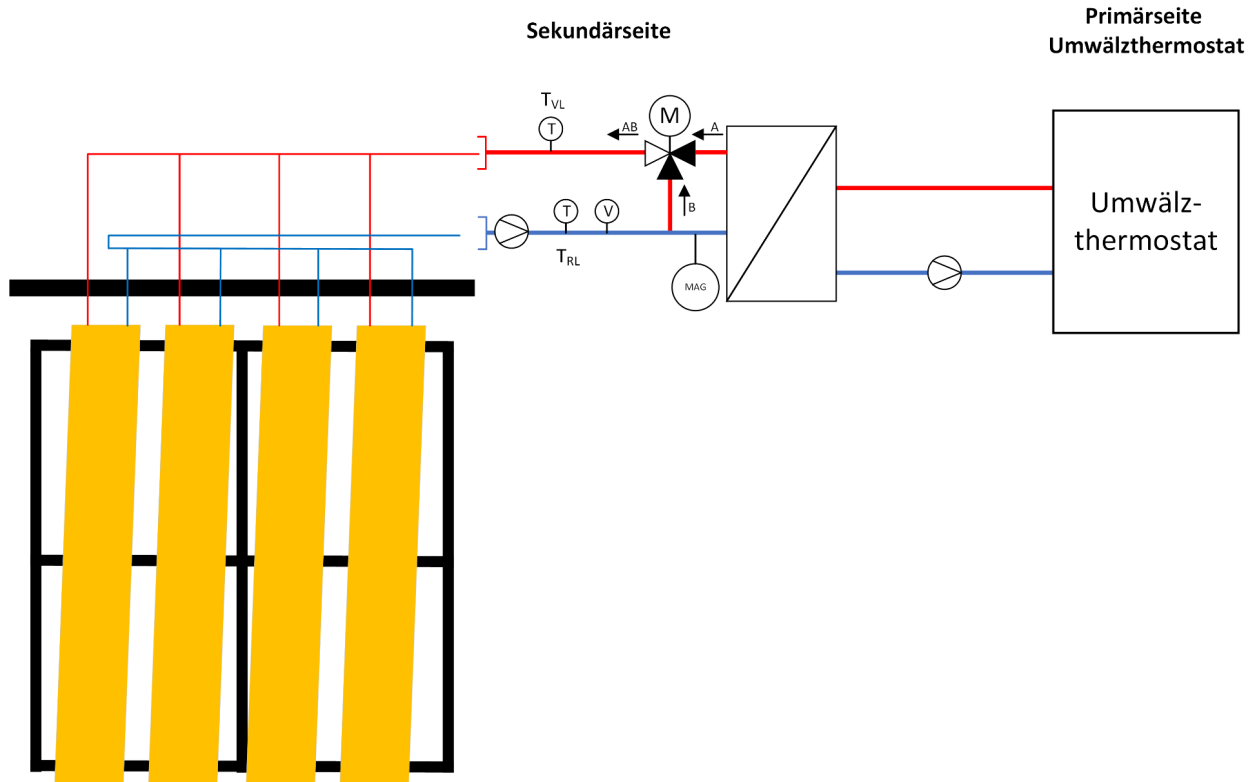 Sekundärseite
Primärseite
Umwälzthermostat
TVL
T
M
AB
A
B
T
V
TRL
MAG
Umwälz-
thermostat